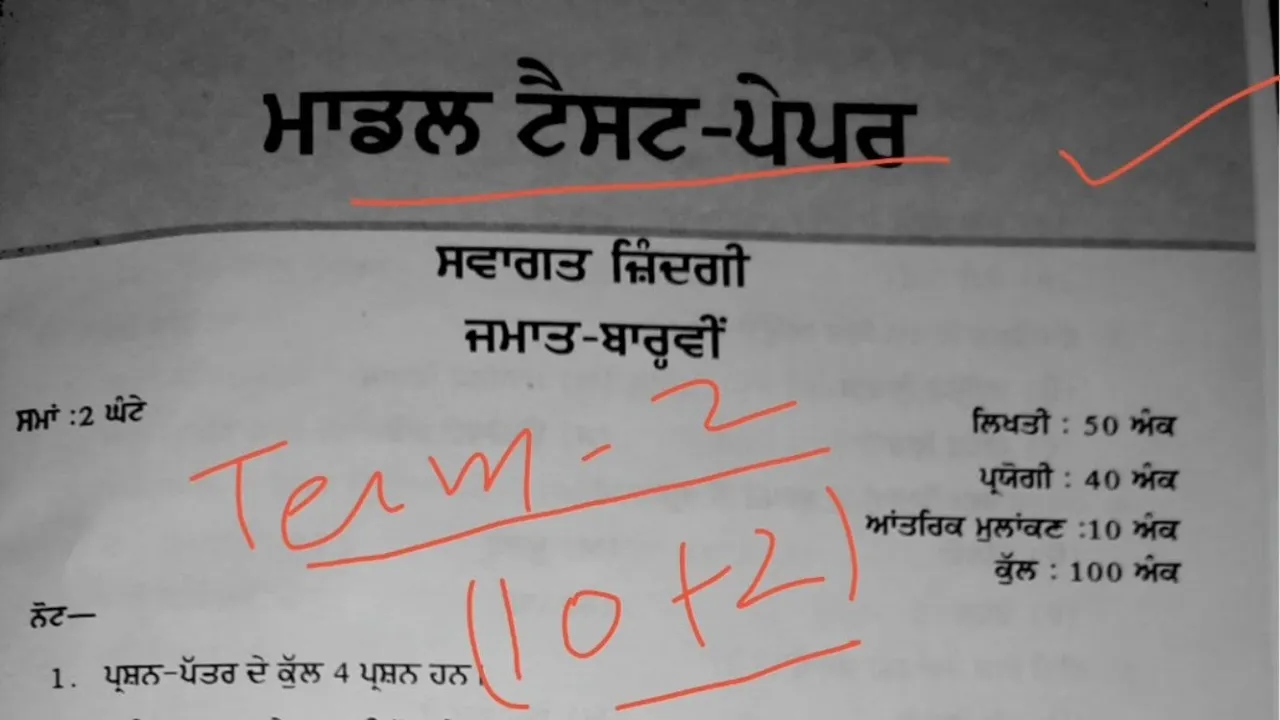 ਮਾਡਲ ਟੈਸਟ-ਪੇਪਰ
ਸਵਾਗਤ ਜ਼ਿੰਦਗੀ
ਜਮਾਤ-ਬਾਰ੍ਹਵੀਂ
ਸਮਾਂ :2 ਘੰਟੇ
ਲਿਖਤੀ : 50 ਅੰਕ
ਪ੍ਰਯੋਗੀ : 40 ਅੰਕ
ਆਂਤਰਿਕ ਮੁਲਾਂਕਣ :10 ਅੰਕ
ਕੁੱਲ : 100 ਅੰਕ
Term - 2
(10+2)
ਨੋਟ—
1. ਪ੍ਰਸ਼ਨ-ਪੱਤਰ ਦੇ ਕੁੱਲ 4 ਪ੍ਰਸ਼ਨ ਹਨ।